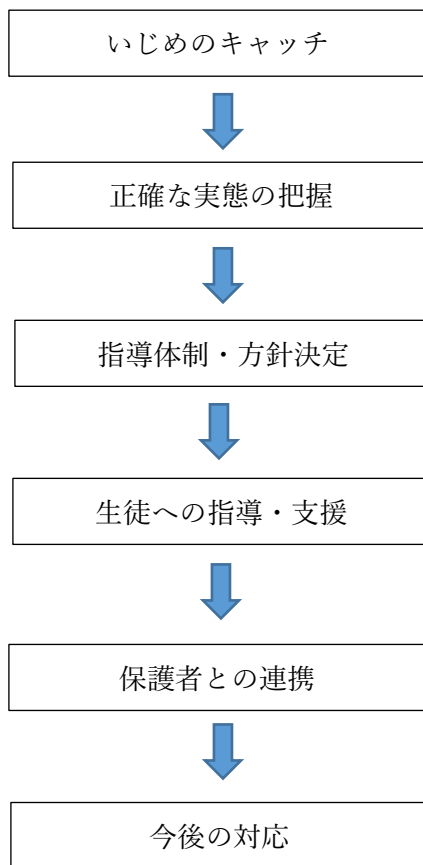 いじめのキャッチ
正確な実態の把握
指導体制・方針決定
生徒への指導・支援
保護者との連携
今後の対応